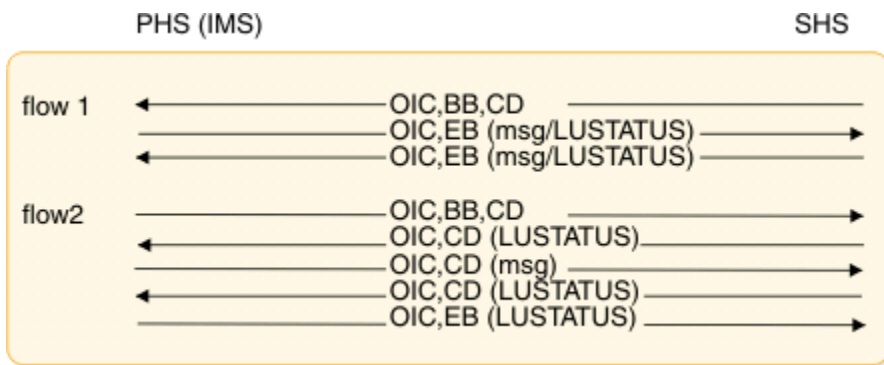 PHS (IMS) SHS
flow 1 OIC,BB,CD
OIC,EB (msg/LUSTATUS)
OIC,EB (msg/LUSTATUS)
flow2 OIC,BB,CD
OIC,CD (LUSTATUS)
OIC,CD (msg)
OIC,CD (LUSTATUS)
OIC,EB (LUSTATUS)